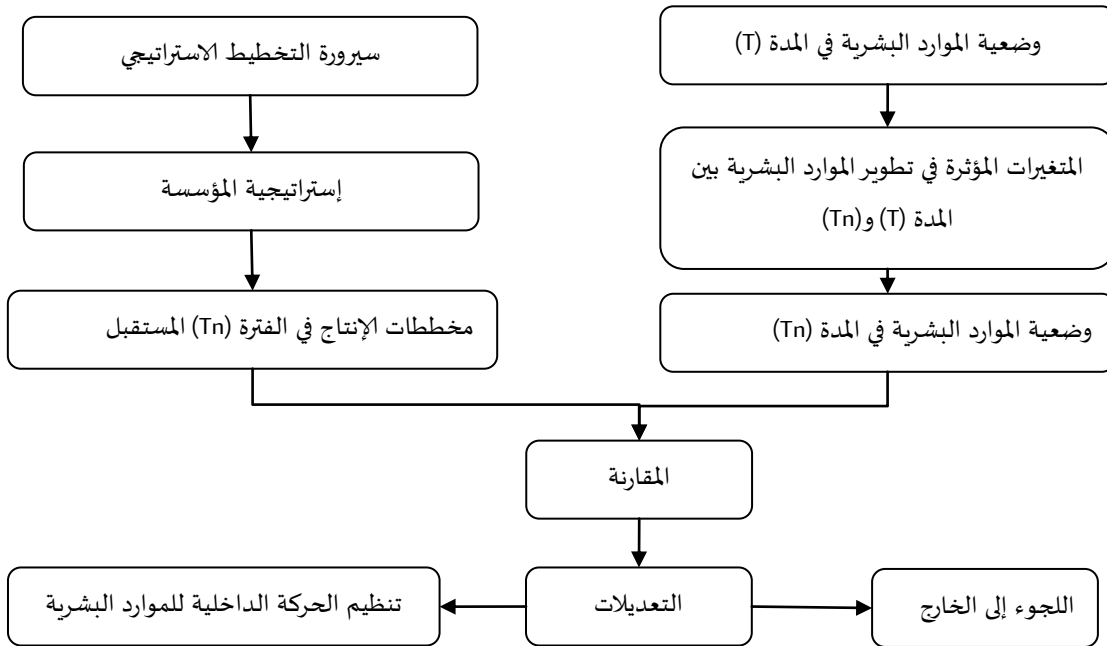 وضعية الموارد البشرية في المدة (T)
سيرورة التخطيط الاستراتيجي
المتغيرات المؤثرة في تطوير الموارد البشرية بين
المدة (T) و(Tn)
إستراتيجية المؤسسة
وضعية الموارد البشرية في المدة (Tn)
مخططات الإنتاج في الفترة (Tn) المستقبل
المقارنة
اللجوء إلى الخارج
التعديلات
تنظيم الحركة الداخلية للموارد البشرية